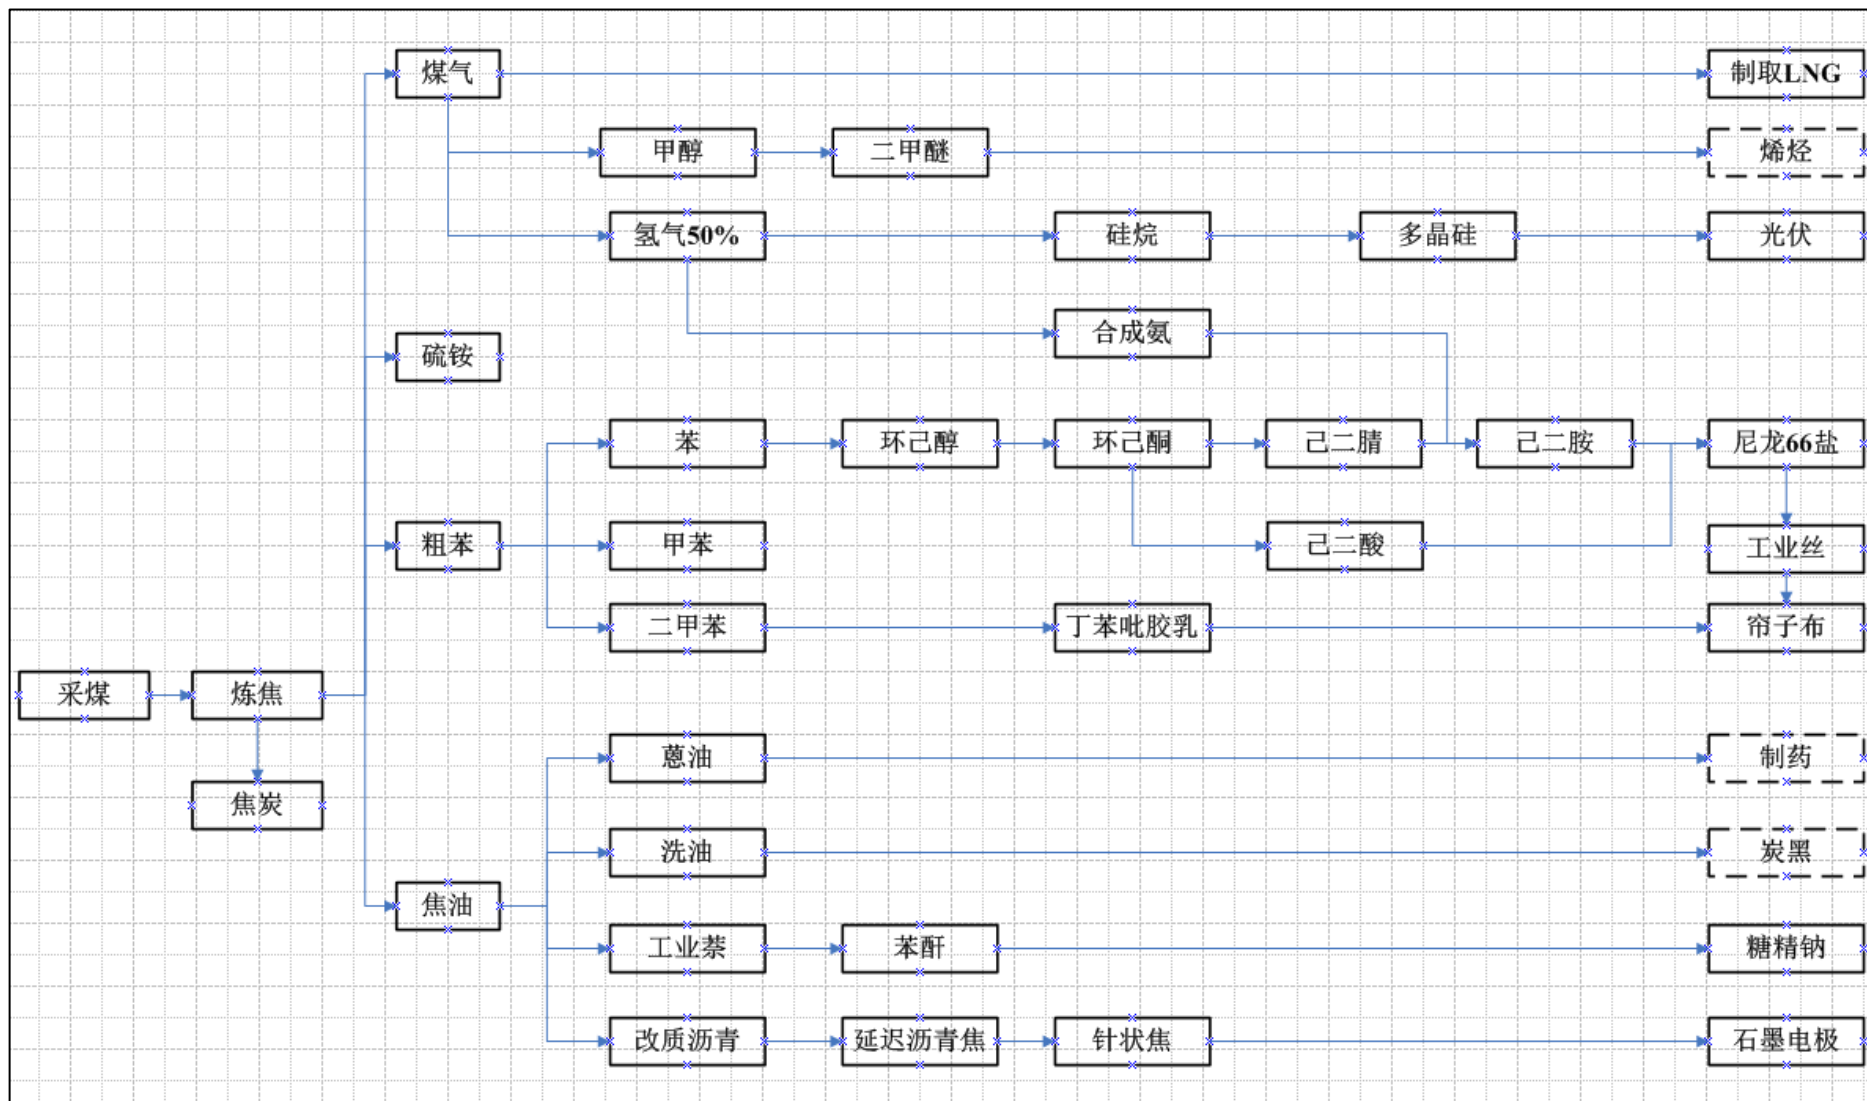 煤气
制取LNG
甲醇
二甲醚
烯烃
氢气50%
硅烷
多晶硅
光伏
合成氨
硫铵
苯
环己醇
环己酮
己二腈
己二胺
尼龙66盐
粗苯
甲苯
己二酸
工业丝
二甲苯
丁苯吡胶乳
帘子布
采煤
炼焦
蒽油
制药
焦炭
洗油
炭黑
焦油
工业萘
苯酐
糖精钠
改质沥青
延迟沥青焦
针状焦
石墨电极